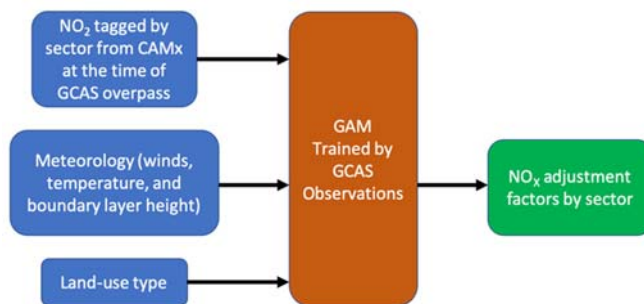 NO₂ tagged by
sector from CAMx
at the time of
GCAS overpass
Meteorology (winds,
temperature, and
boundary layer height)
Land-use type
GAM
Trained by
GCAS
Observations
NOₓ adjustment
factors by sector